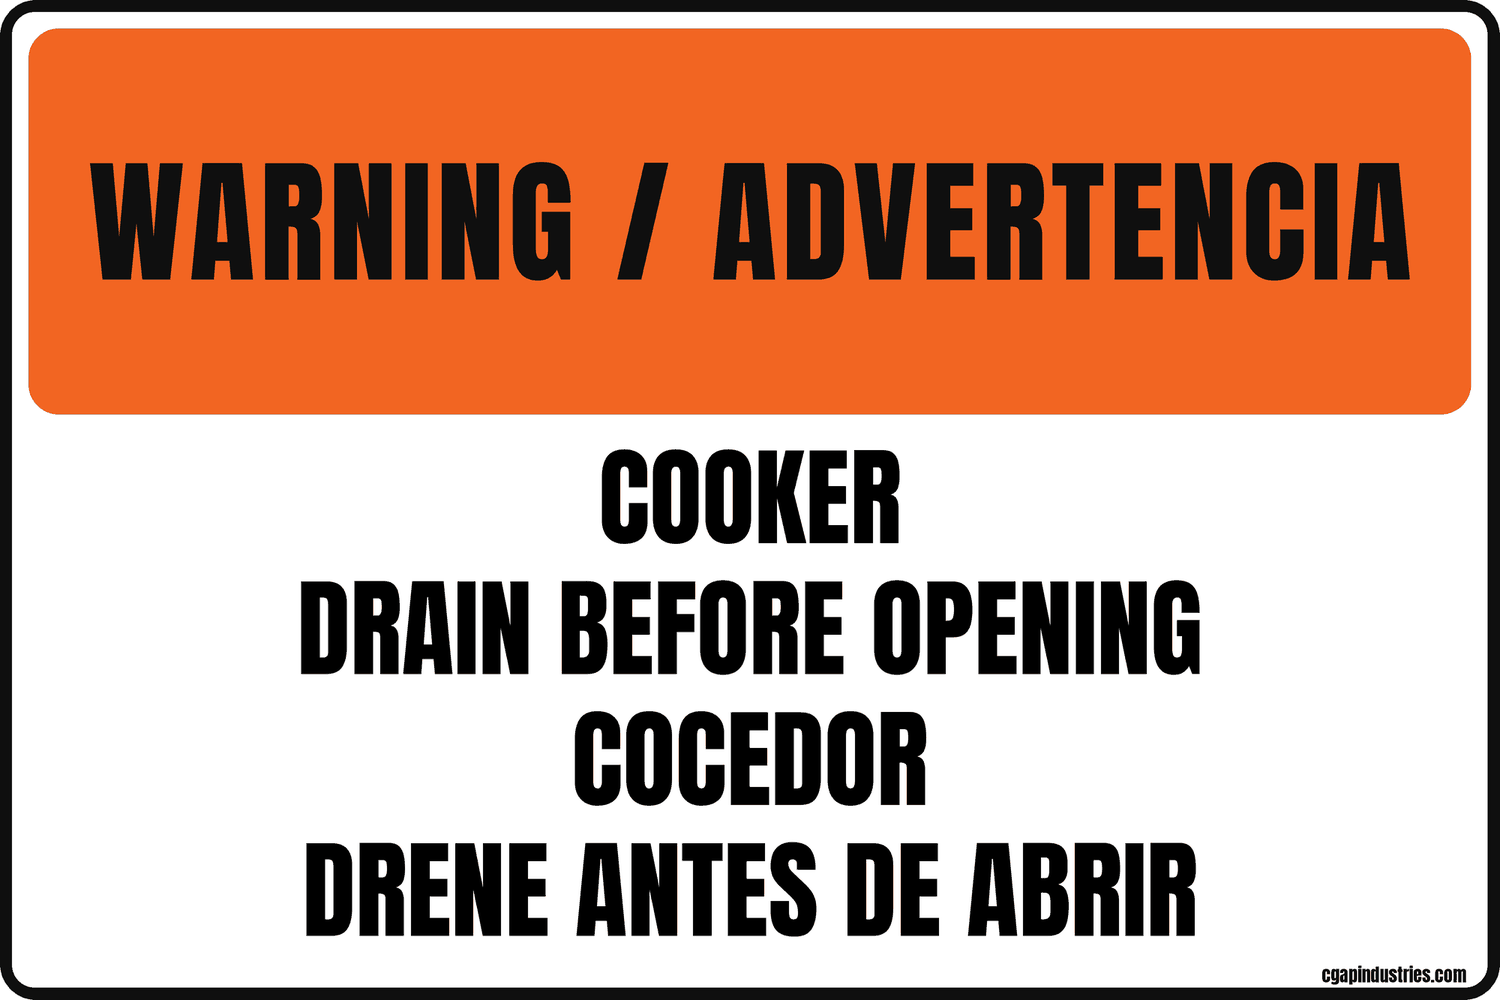 WARNING / ADVERTENCIA
COOKER
DRAIN BEFORE OPENING
COCEDOR
DRENE ANTES DE ABRIR
cgapindustries.com